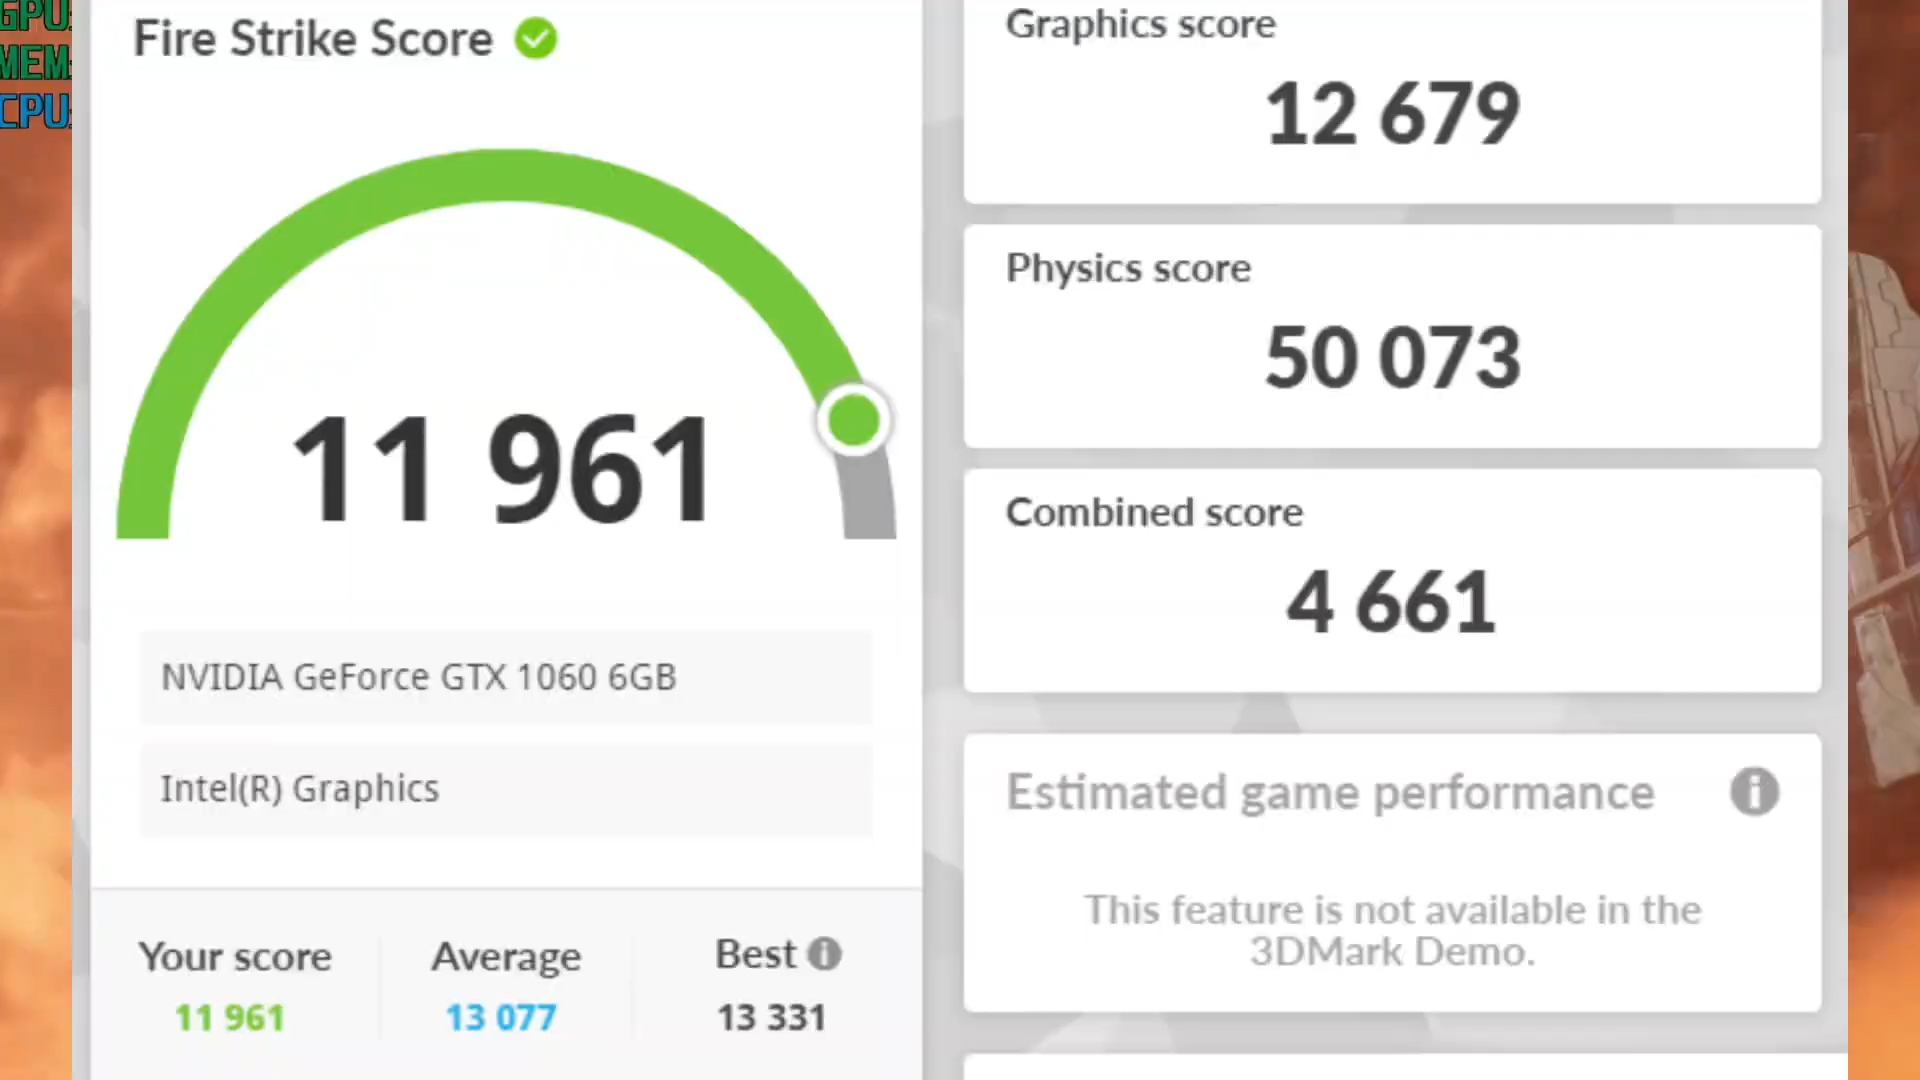 GPU:
MEM:
CPU:
Fire Strike Score
11 961
NVIDIA GeForce GTX 1060 6GB
Intel(R) Graphics
Your score
11 961
Average
13 077
Best
13 331
Graphics score
12 679
Physics score
50 073
Combined score
4 661
Estimated game performance
This feature is not available in the
3DMark Demo.